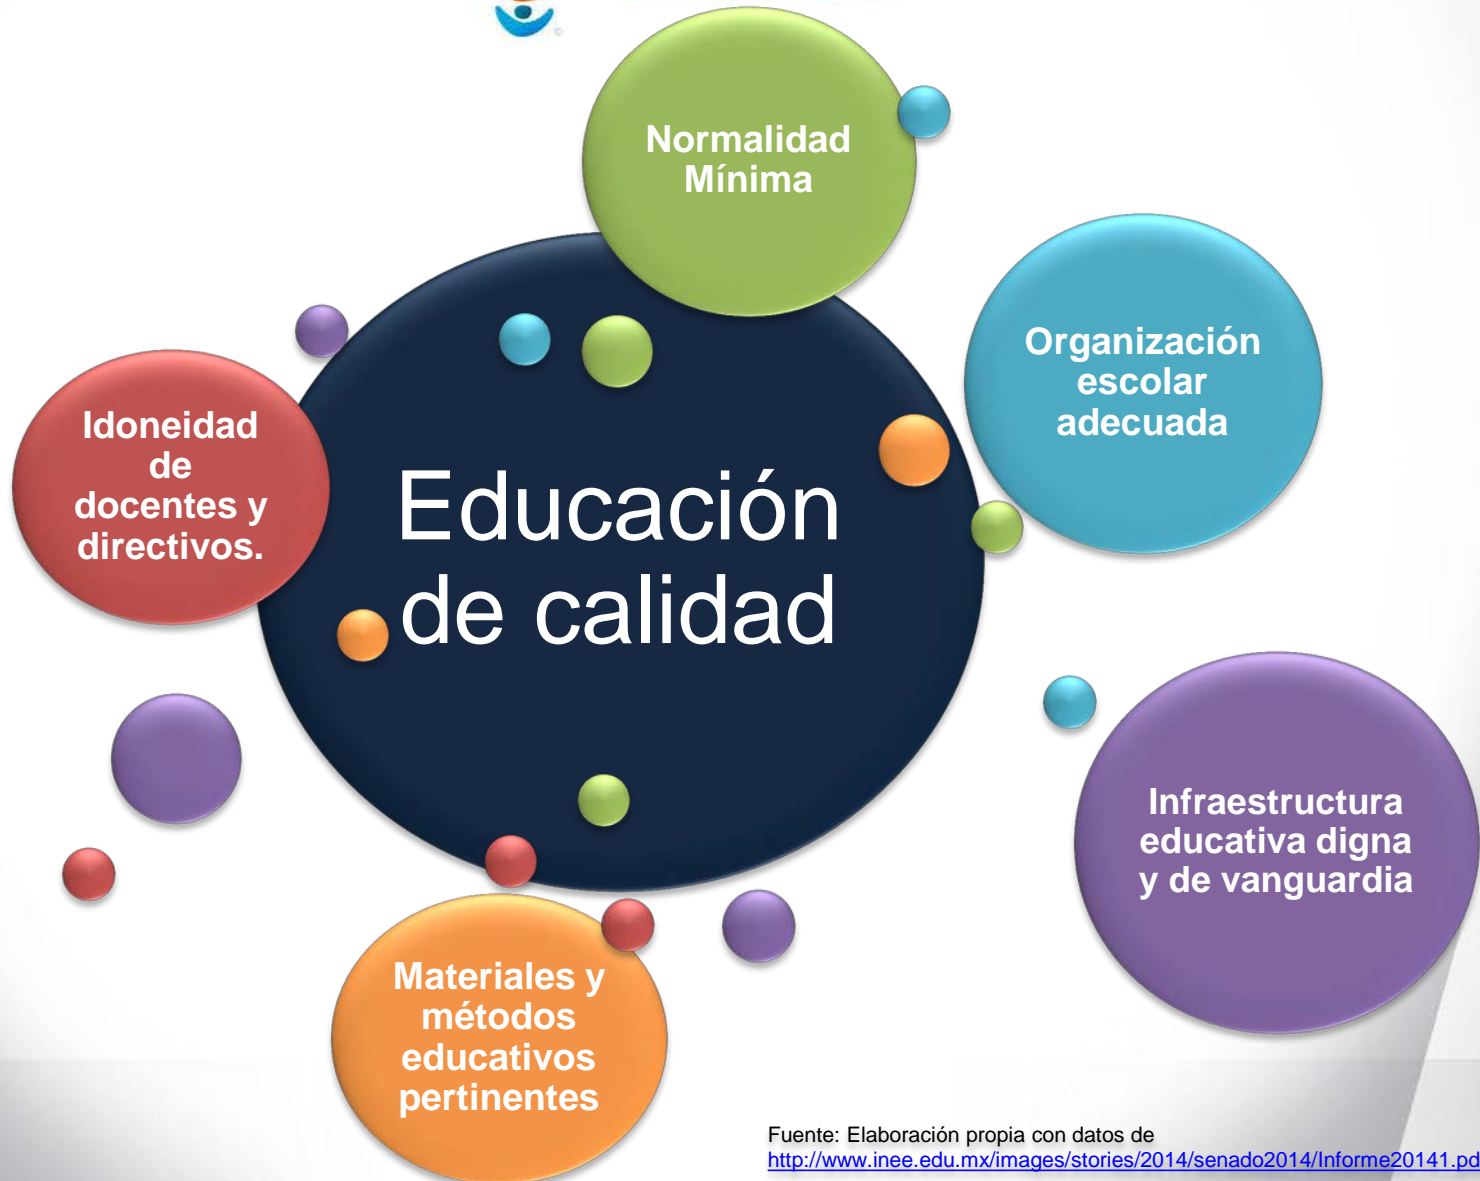 Normalidad
Mínima
Organización
escolar
adecuada
Idoneidad
de
docentes y
directivos.
Educación
de calidad
Infraestructura
educativa digna
y de vanguardia
Materiales y
métodos
educativos
pertinentes
Fuente: Elaboración propia con datos de
http://www.inee.edu.mx/images/stories/2014/senado2014/Informe20141.pd